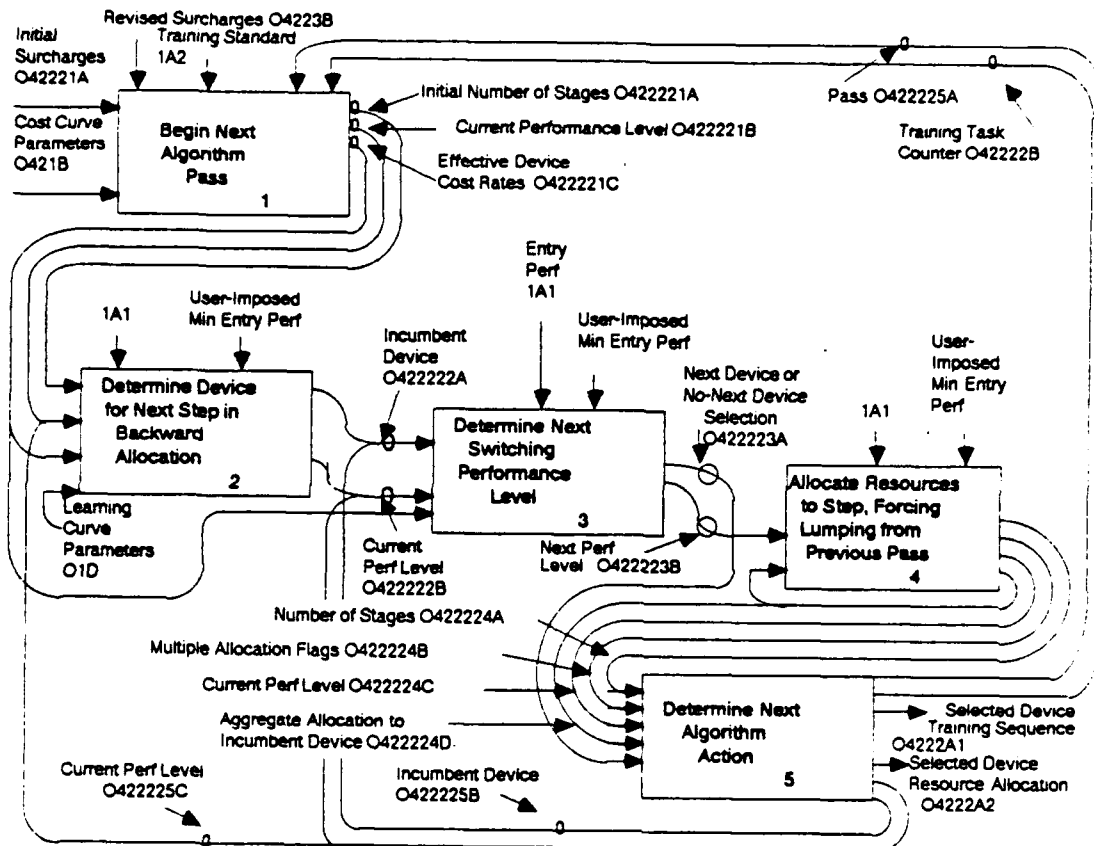 Revised Surcharges O4223B
Initial
Surcharges
O42221A
Training Standard
1A2
Cost Curve
Parameters
O421B
Begin Next
Algorithm
Pass
1
Initial Number of Stages O422221A
Current Performance Level O422221B
Effective Device
Cost Rates O422221C
Pass O422225A
Training Task
Counter O42222B
1A1
User-Imposed
Min Entry Perf
Determine Device
for Next Step in
Backward
Allocation
2
Learning
Curve
Parameters
O1D
Incumbent
Device
O422222A
Current
Perf Level
O422222B
Entry
Perf
1A1
User-Imposed
Min Entry Perf
Determine Next
Switching
Performance
Level
3
Next Device or
No-Next Device
Selection
O422223A
Next Perf
Level O422223B
1A1
User-
Imposed
Min Entry
Perf
Allocate Resources
to Step, Forcing
Lumping from
Previous Pass
4
Number of Stages O422224A
Multiple Allocation Flags O422224B
Current Perf Level O422224C
Aggregate Allocation to
Incumbent Device O422224D
Determine Next
Algorithm
Action
5
Selected Device
Training Sequence
O4222A1
Selected Device
Resource Allocation
O4222A2
Current Perf Level
O422225C
Incumbent Device
O422225B